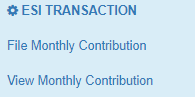 ESI TRANSACTION
File Monthly Contribution
View Monthly Contribution